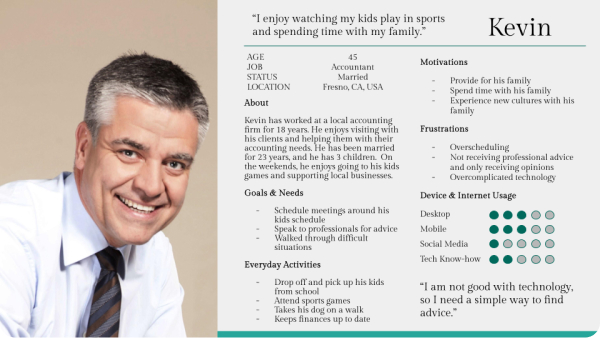 “I enjoy watching my kids play in sports
and spending time with my family.”
Kevin
AGE 45
JOB Accountant
STATUS Married
LOCATION Fresno, CA, USA
About
Kevin has worked at a local accounting
firm for 18 years. He enjoys visiting with
his clients and helping them with their
accounting needs. He has been married
for 23 years, and he has 3 children. On
the weekends, he enjoys going to his kids
games and supporting local businesses.
Goals & Needs
- Schedule meetings around his
kids schedule
- Speak to professionals for advice
- Walked through difficult
situations
Everyday Activities
- Drop off and pick up his kids
from school
- Attend sports games
- Takes his dog on a walk
- Keeps finances up to date
Motivations
- Provide for his family
- Spend time with his family
- Experience new cultures with his
family
Frustrations
- Overscheduling
- Not receiving professional advice
and only receiving opinions
- Overcomplicated technology
Device & Internet Usage
Desktop
Mobile
Social Media
Tech Know-how
“I am not good with technology,
so I need a simple way to find
advice.”